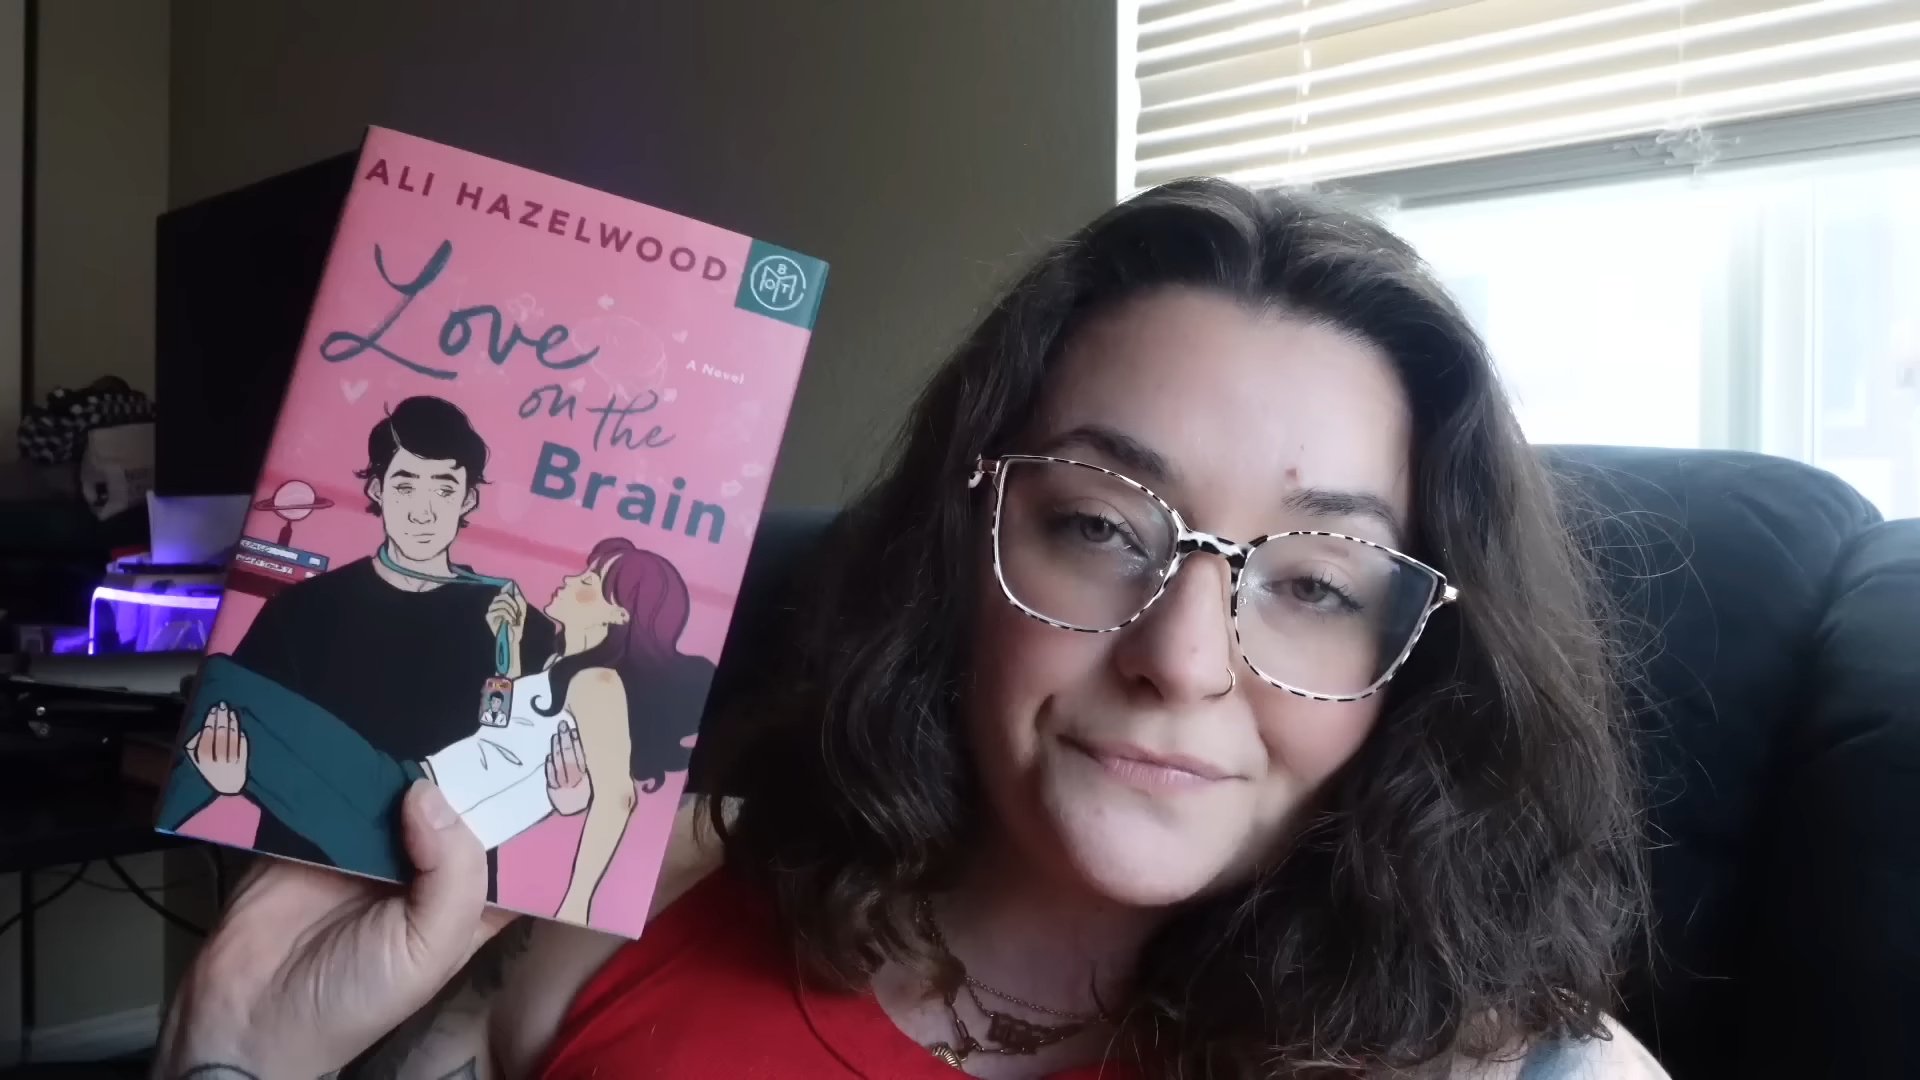 ALI HAZELWOOD
BOTM
Love
A Novel
on the
Brain